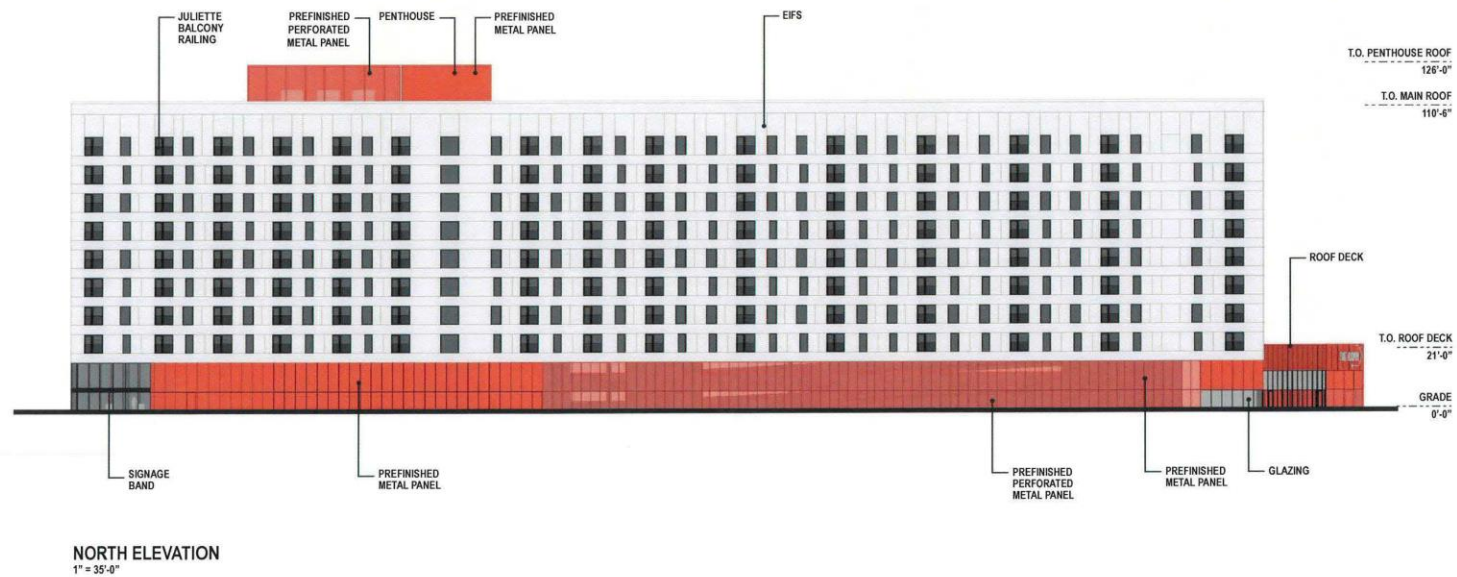 JULIETTE
BALCONY
RAILING
PREFINISHED
PERFORATED
METAL PANEL
PENTHOUSE
PREFINISHED
METAL PANEL
EIFS
T.O. PENTHOUSE ROOF
126'-0"
T.O. MAIN ROOF
110'-6"
ROOF DECK
T.O. ROOF DECK
21'-0"
GRADE
0'-0"
SIGNAGE
BAND
PREFINISHED
METAL PANEL
PREFINISHED
PERFORATED
METAL PANEL
PREFINISHED
METAL PANEL
GLAZING
NORTH ELEVATION
1" = 35'-0"